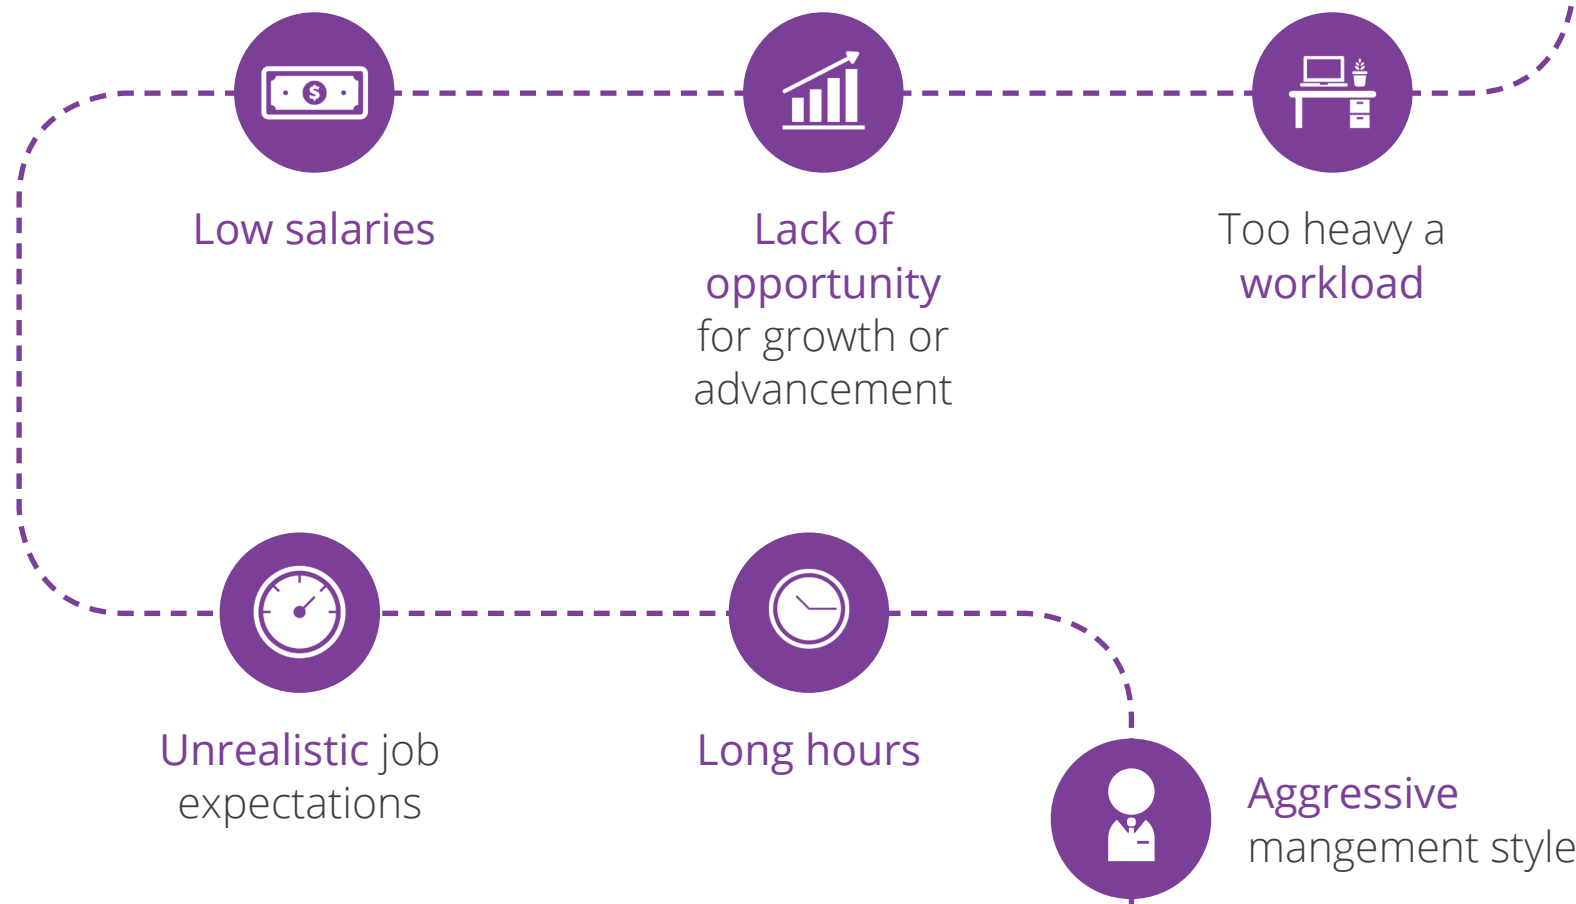 $
Low salaries
Lack of
opportunity
for growth or
advancement
Too heavy a
workload
Unrealistic job
expectations
Long hours
Aggressive
mangement style